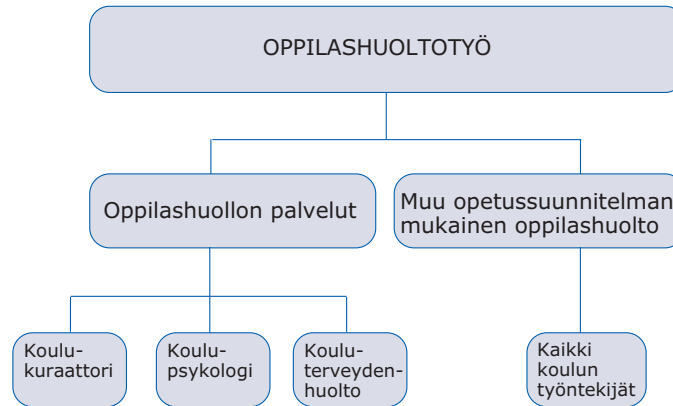 OPPILASHUOLTOTYÖ
Oppilashuollon palvelut
Muu opetussuunnitelman
mukainen oppilashuolto
Koulu-
kuraattori
Koulu-
psykologi
Koulu-
terveyden-
huolto
Kaikki
koulun
työntekijät